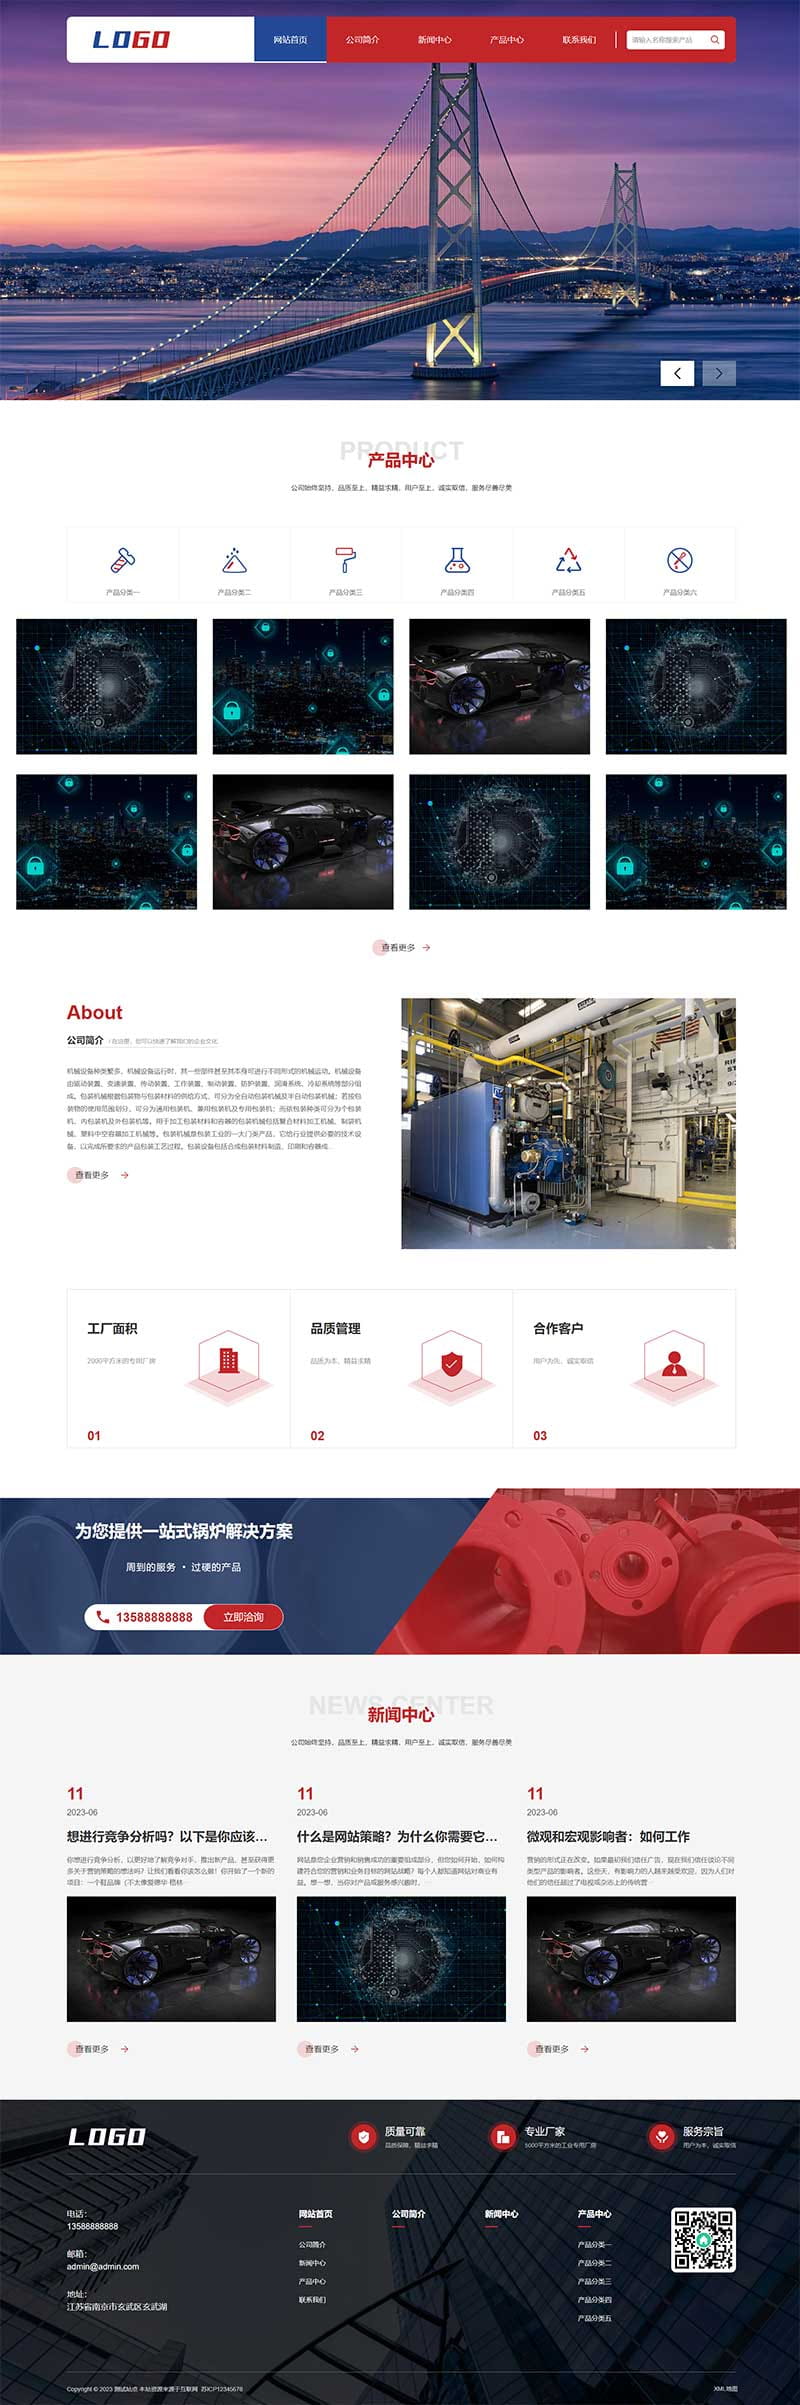 LOGO
网站首页
公司简介
新闻中心
产品中心
联系我们
请输入名称搜索产品
PRODUCT
产品中心
公司始终坚持，品质至上，精益求精，用户至上，诚实取信，服务尽善尽美
产品分类一
产品分类二
产品分类三
产品分类四
产品分类五
产品分类六
查看更多
About
公司简介 / 在这里，您可以快速了解我们的企业文化
机械设备种类繁多，机械设备运行时，其一些部件甚至其本身可进行不同形式的机械运动。机械设备
由驱动装置、变速装置、传动装置、工作装置、制动装置、防护装置、润滑系统、冷却系统等部分组
成。包装机械根据包装物与包装材料的供给方式，可分为全自动包装机械及半自动包装机械；若按包
装物的使用范围划分，可分为通用包装机、兼用包装机及专用包装机；而依包装种类可分为个包装
机、内包装机及外包装机等。用于加工包装材料和容器的包装机械包括复合材料加工机械、制袋机
械、塑料中空容器加工机械等。包装机械是包装工业的一大门类产品，它给行业提供必要的技术设
备，以完成所要求的产品包装工艺过程。包装设备包括合成包装材料制造、印刷和容器成...
查看更多
工厂面积
2000平方米的专用厂房
01
品质管理
品质为本，精益求精
02
合作客户
用户为先，诚实取信
03
为您提供一站式锅炉解决方案
周到的服务 • 过硬的产品
13588888888
立即洽询
NEWS CENTER
新闻中心
公司始终坚持，品质至上，精益求精，用户至上，诚实取信，服务尽善尽美
11
2023-06
想进行竞争分析吗？以下是你应该...
你想进行竞争分析，以更好地了解竞争对手、推出新产品，甚至获得更
多关于营销策略的想法吗？让我们看看你该怎么做！你开始了一个新的
项目：一个鞋品牌（不太像爱德华·格林···
查看更多
11
2023-06
什么是网站策略？为什么你需要它...
网站是您企业营销和销售成功的重要组成部分，但您如何开始，如何构
建符合您的营销和业务目标的网站战略？每个人都知道网站对商业有
益。想一想，当你对产品或服务感兴趣时，···
查看更多
11
2023-06
微观和宏观影响者：如何工作
营销的形式正在改变。如果最初我们信任广告，现在我们信任谈论不同
类型产品的影响者。这些天，有影响力的人越来越受欢迎，因为人们对
他们的信任超过了电视或杂志上的传统营···
查看更多
LOGO
质量可靠
品质保障，精益求精
专业厂家
5000平方米的工业专用厂房
服务宗旨
用户为本，诚实取信
电话：
13588888888
邮箱：
admin@admin.com
地址：
江苏省南京市玄武区玄武湖
网站首页
公司简介
新闻中心
产品中心
联系我们
公司简介
新闻中心
产品中心
产品分类一
产品分类二
产品分类三
产品分类四
产品分类五
Copyright © 2023 测试站点 本站资源来源于互联网 苏ICP12345678
XML地图